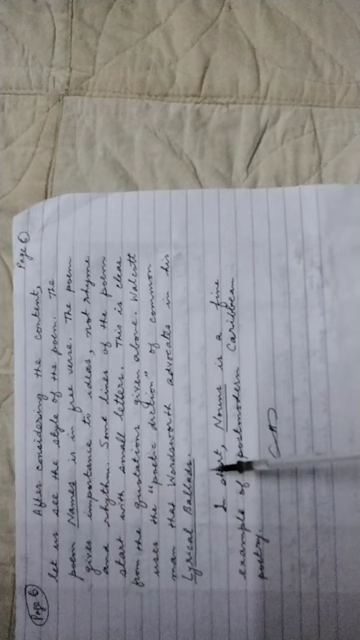 Page 6
Page 6
After considering the content,
let us see the style of the poem. The
poem Names is in free verse. The poem
gives importance to ideas, not rhyme
and rhythm. Some lines of the poem
start with small letters. This is clear
from the quotations given above. Walcott
uses the "poetic diction" of common
man that Wordsworth advocates in his
Lyrical Ballads.
In short, Names is a fine
example of postmodern Caribbean
poetry.